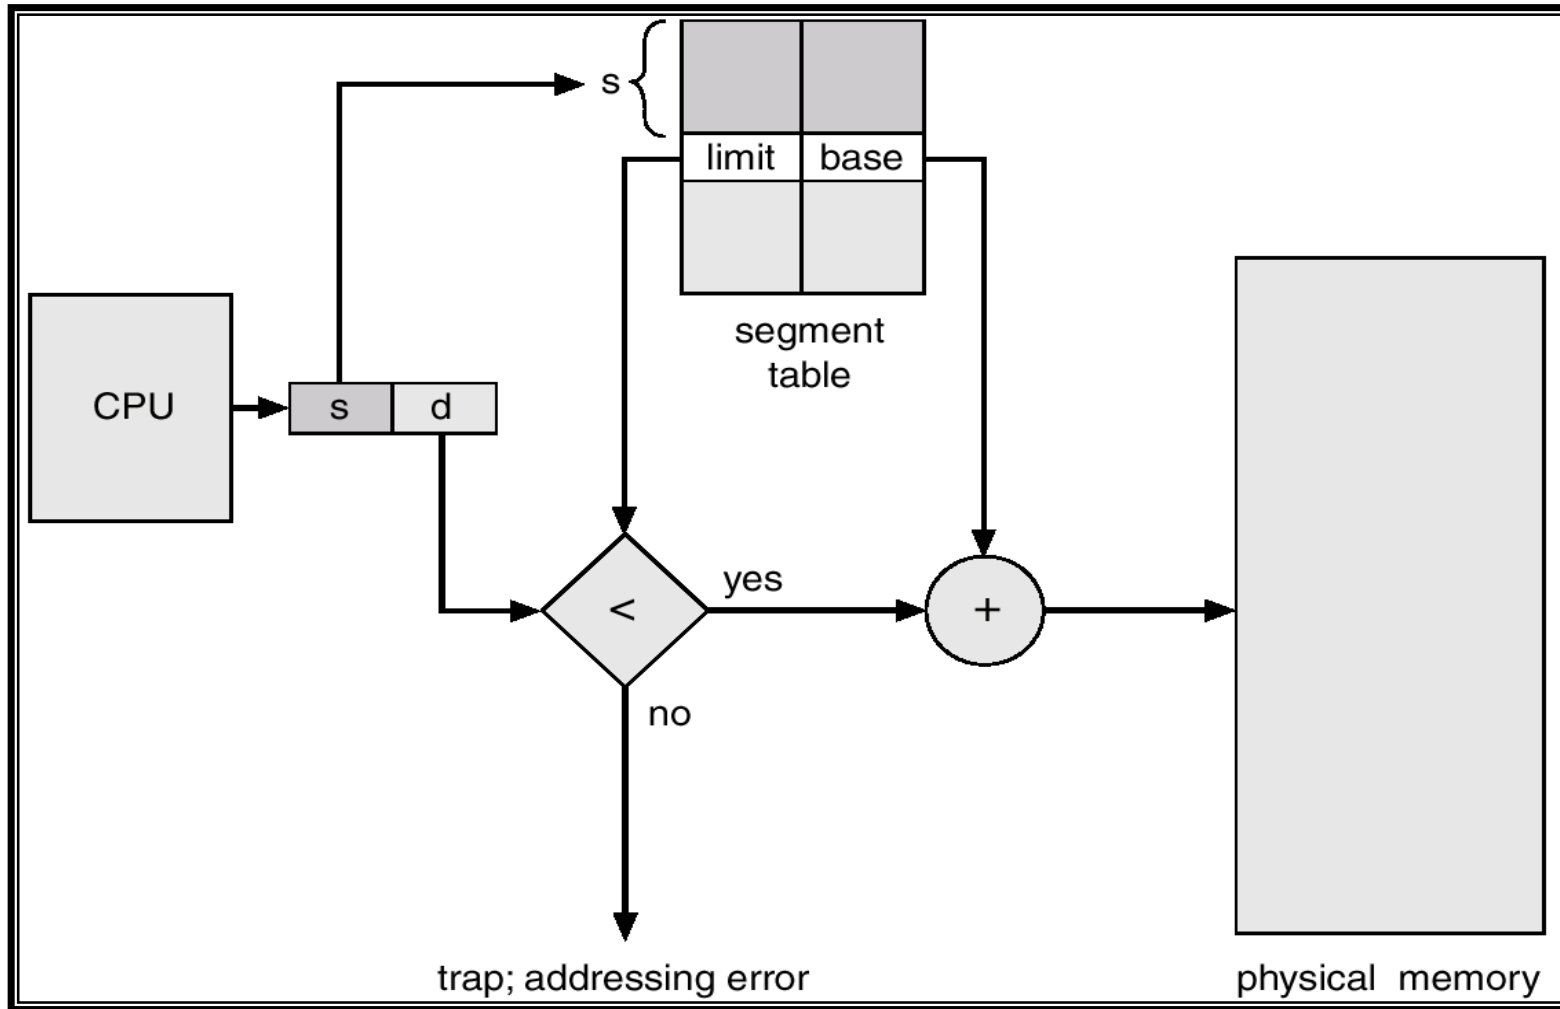 s
limit base
segment
table
CPU
s d
<
yes
+
no
trap; addressing error
physical memory